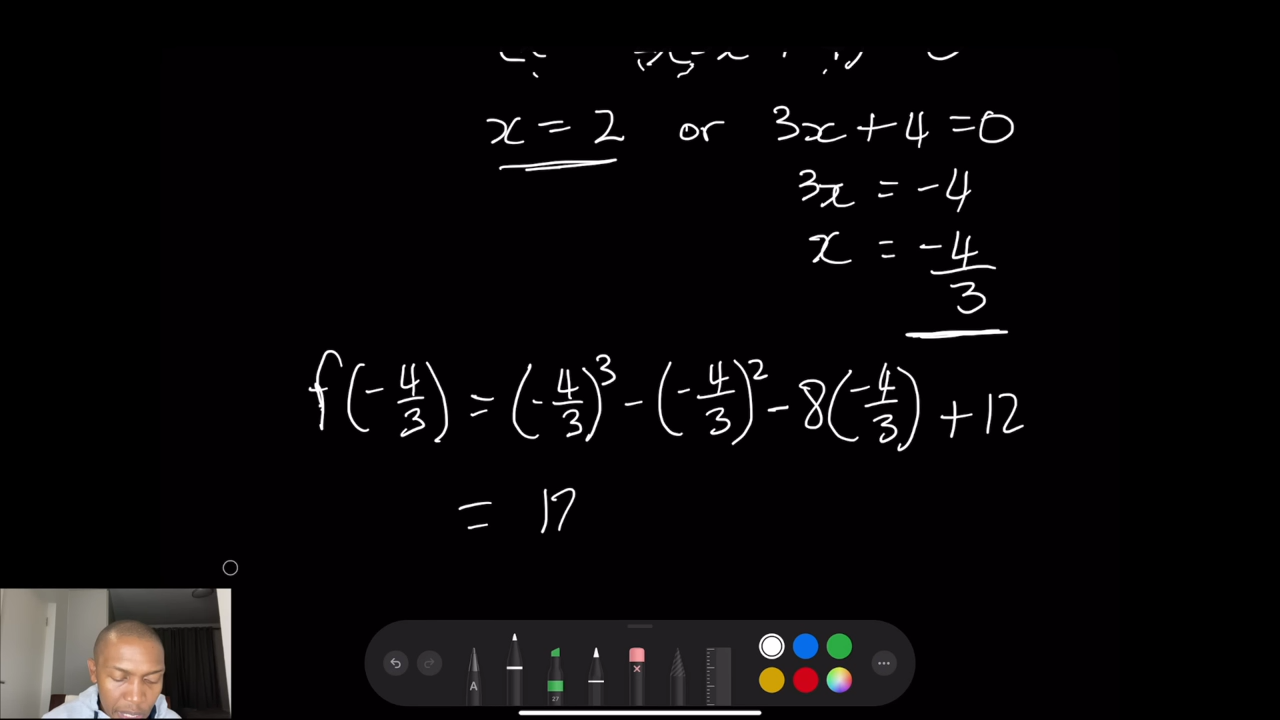 x = 2 or 3x + 4 = 0
3x = -4
x = -4/3
f(-4/3) = (-4/3)³ - (-4/3)² - 8(-4/3) + 12
= 17
A
27